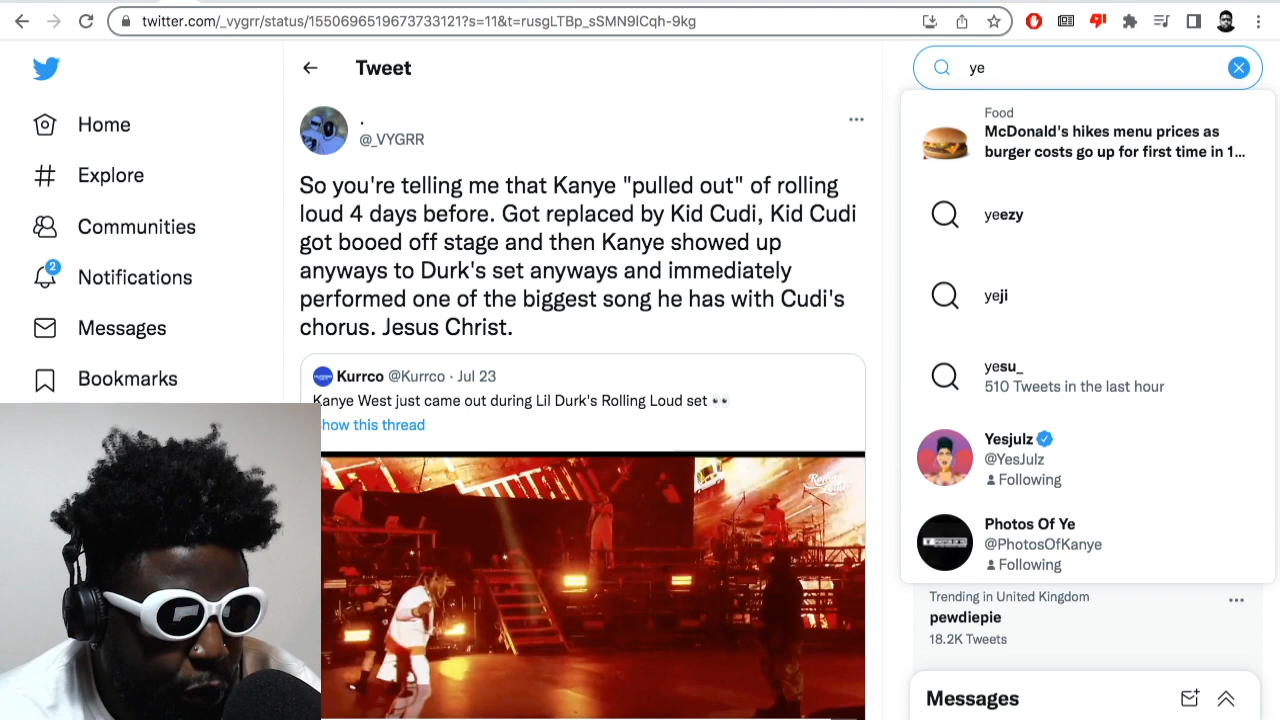 twitter.com/_vygrr/status/1550696519673733121?s=11&t=rusgLTBp_sSMN9lCqh-9kg
Home
Explore
Communities
2
Notifications
Messages
Bookmarks
Tweet
.
@_VYGRR
So you're telling me that Kanye "pulled out" of rolling
loud 4 days before. Got replaced by Kid Cudi, Kid Cudi
got booed off stage and then Kanye showed up
anyways to Durk's set anyways and immediately
performed one of the biggest song he has with Cudi's
chorus. Jesus Christ.
Kurrco @Kurrco · Jul 23
Kanye West just came out during Lil Durk's Rolling Loud set 👀
how this thread
Rolling Loud
ye
Food
McDonald's hikes menu prices as
burger costs go up for first time in 1...
yeezy
yeji
yesu_
510 Tweets in the last hour
Yesjulz
@YesJulz
Following
Photos Of Ye
@PhotosOfKanye
Following
Trending in United Kingdom
pewdiepie
18.2K Tweets
Messages